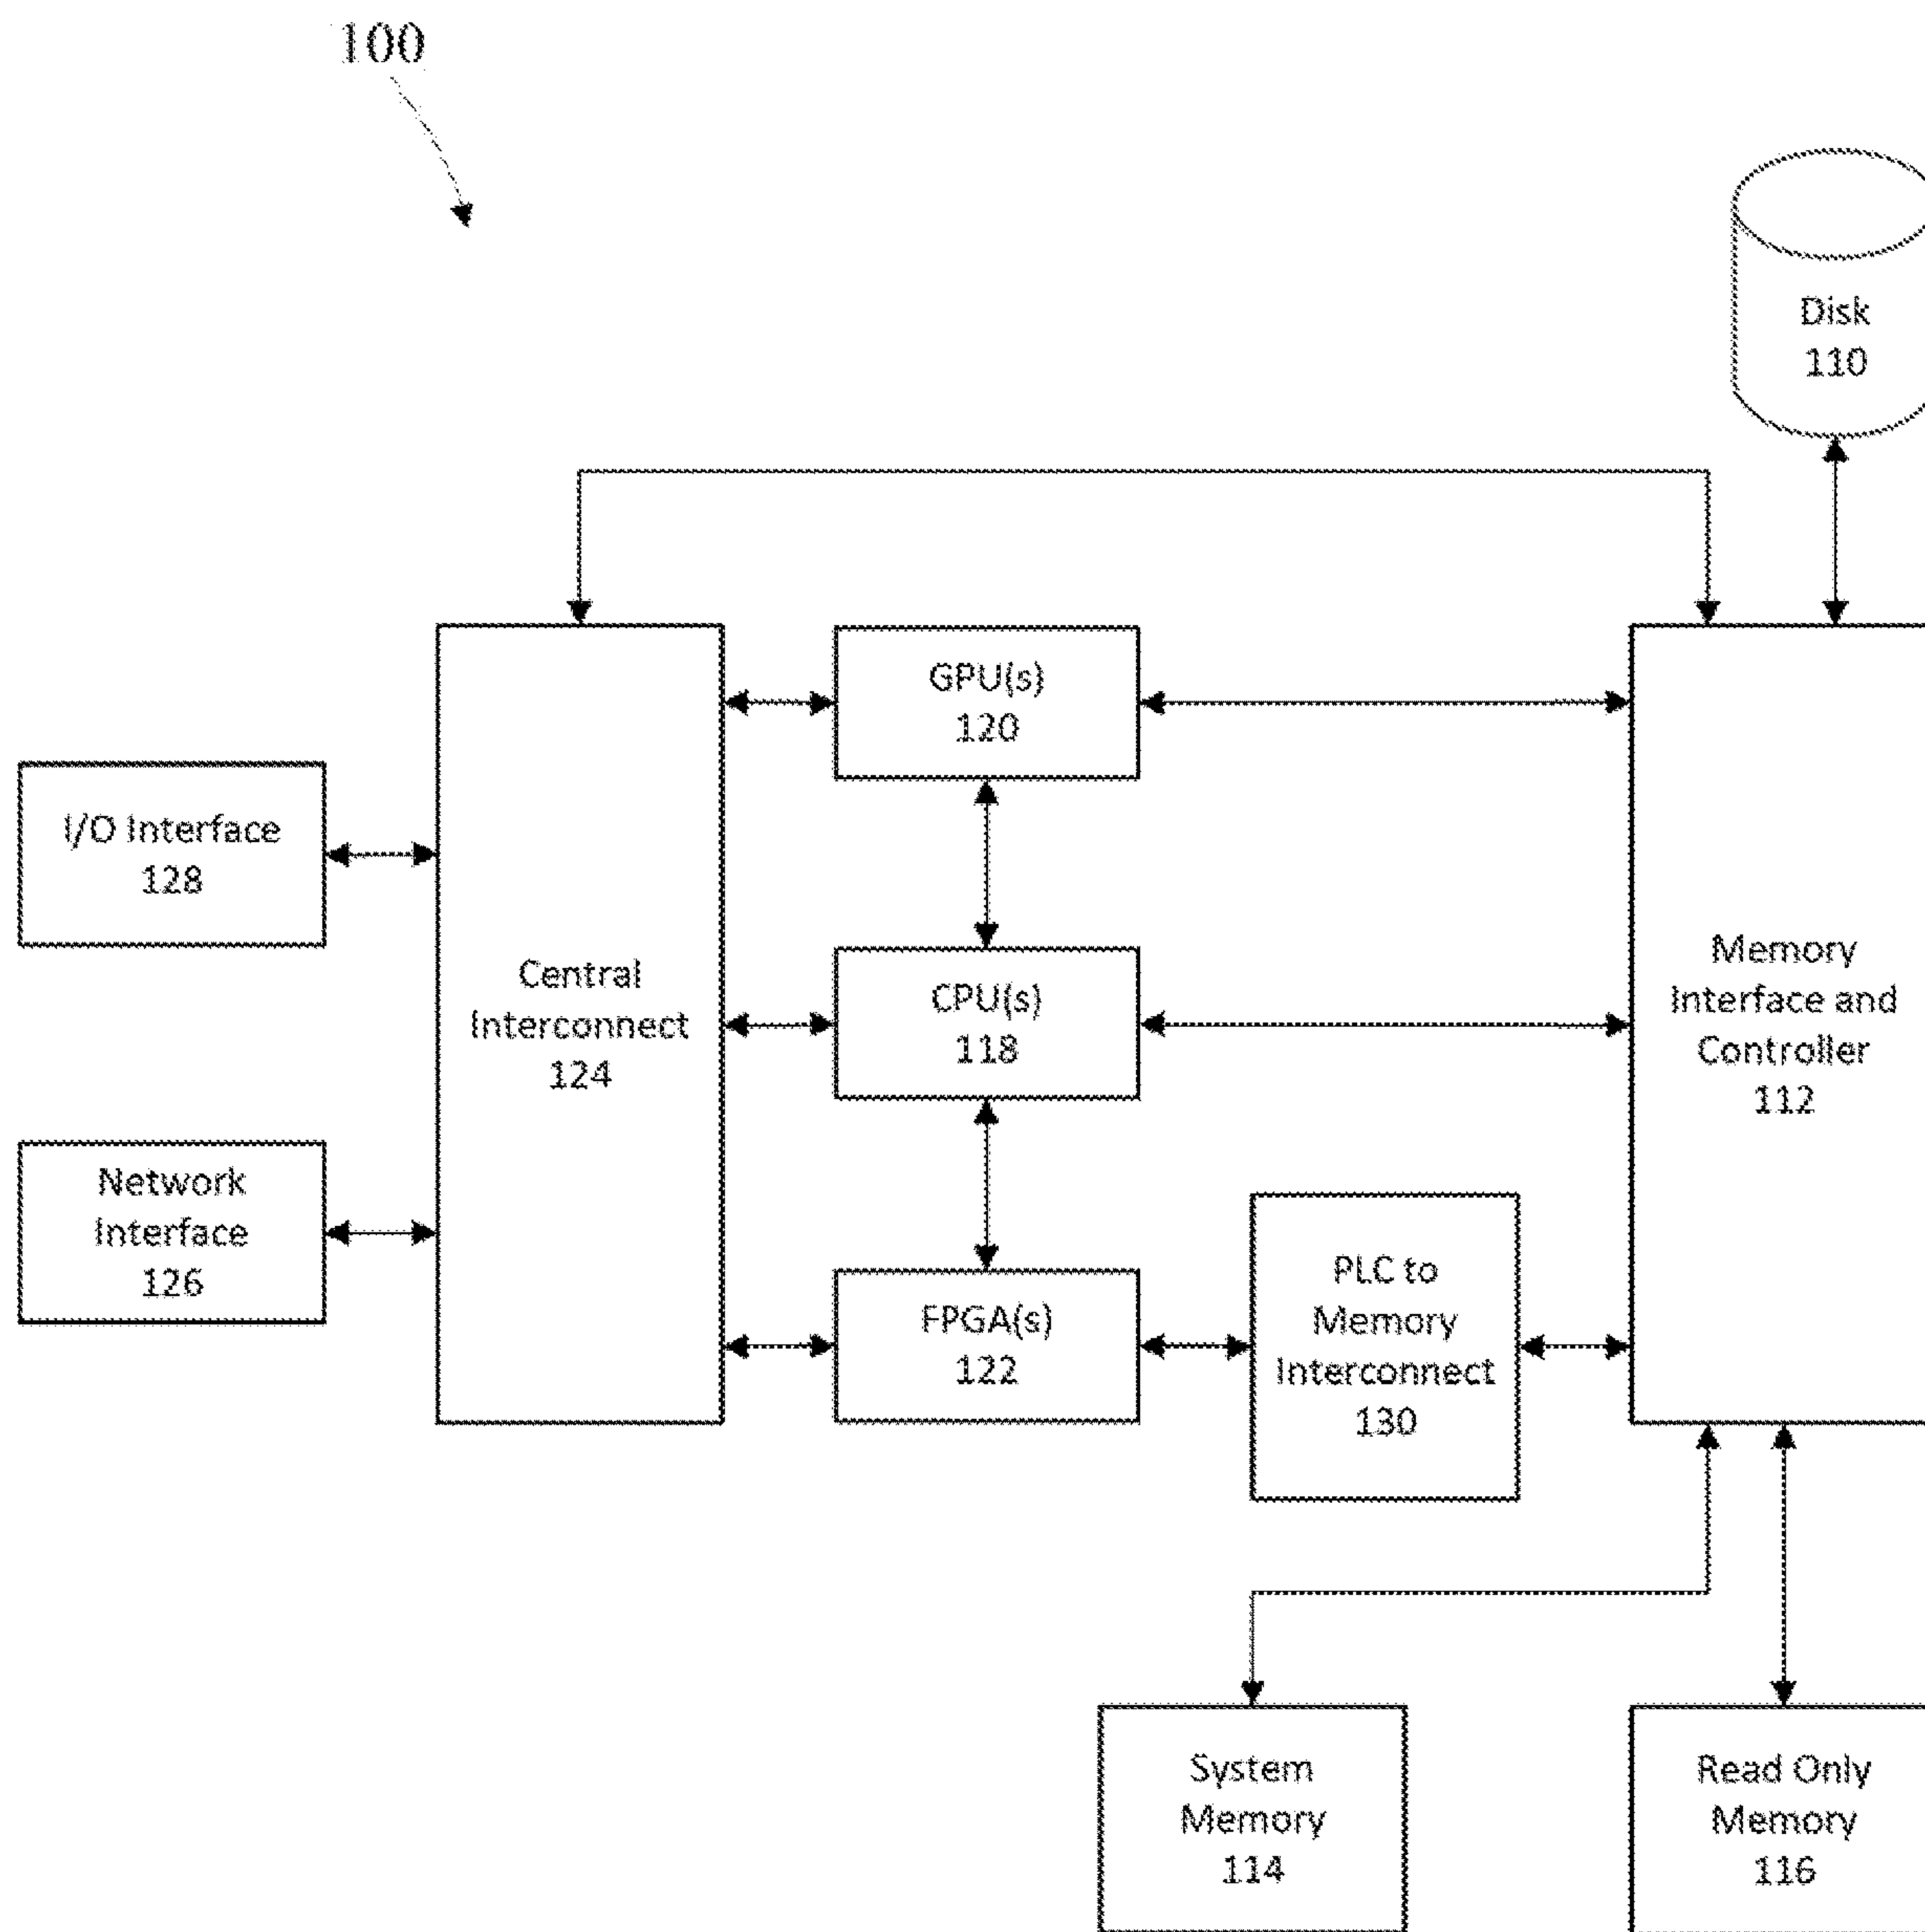 100
Disk
110
GPU(s)
120
I/O Interface
128
Central
Interconnect
124
CPU(s)
118
Memory
Interface and
Controller
112
Network
Interface
126
FPGA(s)
122
PLC to
Memory
Interconnect
130
System
Memory
114
Read Only
Memory
116